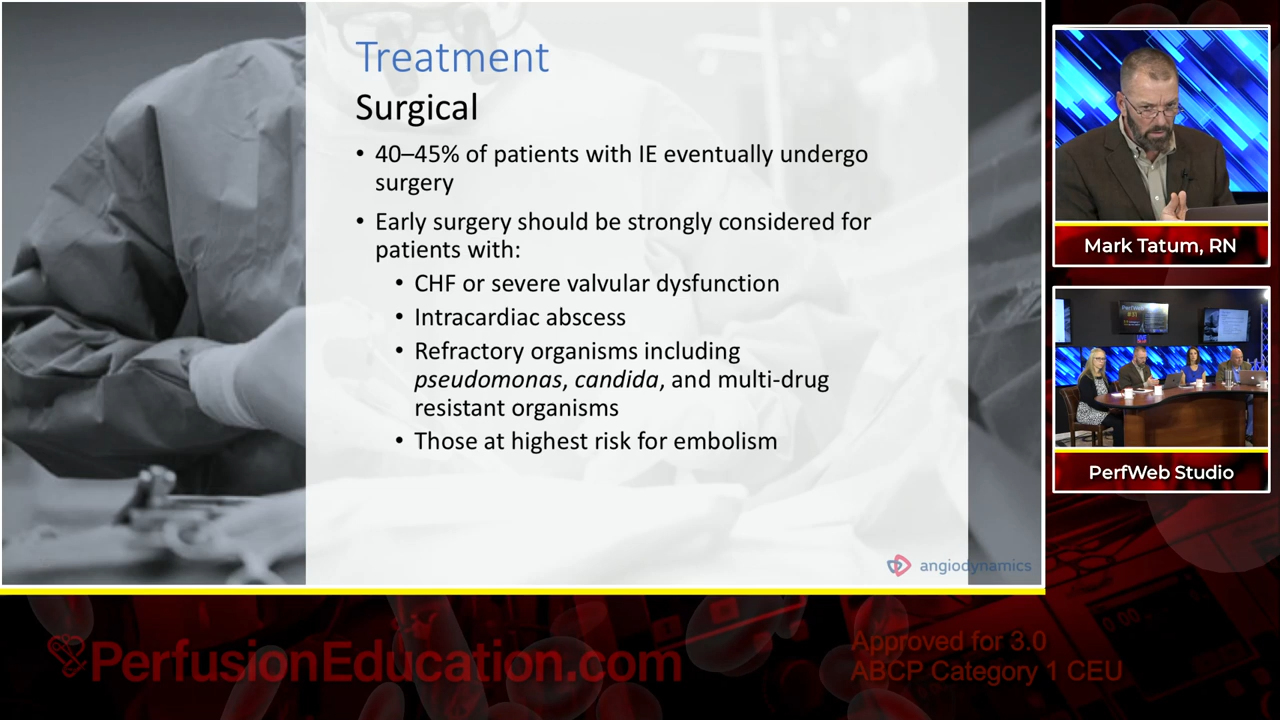 Treatment
Surgical
• 40–45% of patients with IE eventually undergo
surgery
• Early surgery should be strongly considered for
patients with:
• CHF or severe valvular dysfunction
• Intracardiac abscess
• Refractory organisms including
pseudomonas, candida, and multi-drug
resistant organisms
• Those at highest risk for embolism
angiodynamics
Mark Tatum, RN
PerfWeb Studio
PerfusionEducation.com
Approved for 3.0
ABCP Category 1 CEU